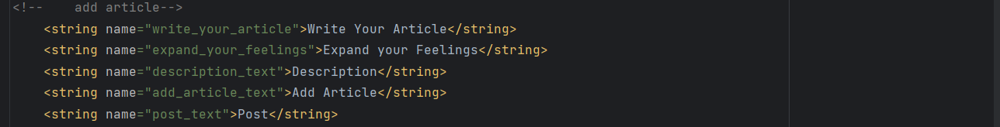 <!--    add article-->
    <string name="write_your_article">Write Your Article</string>
    <string name="expand_your_feelings">Expand your Feelings</string>
    <string name="description_text">Description</string>
    <string name="add_article_text">Add Article</string>
    <string name="post_text">Post</string>